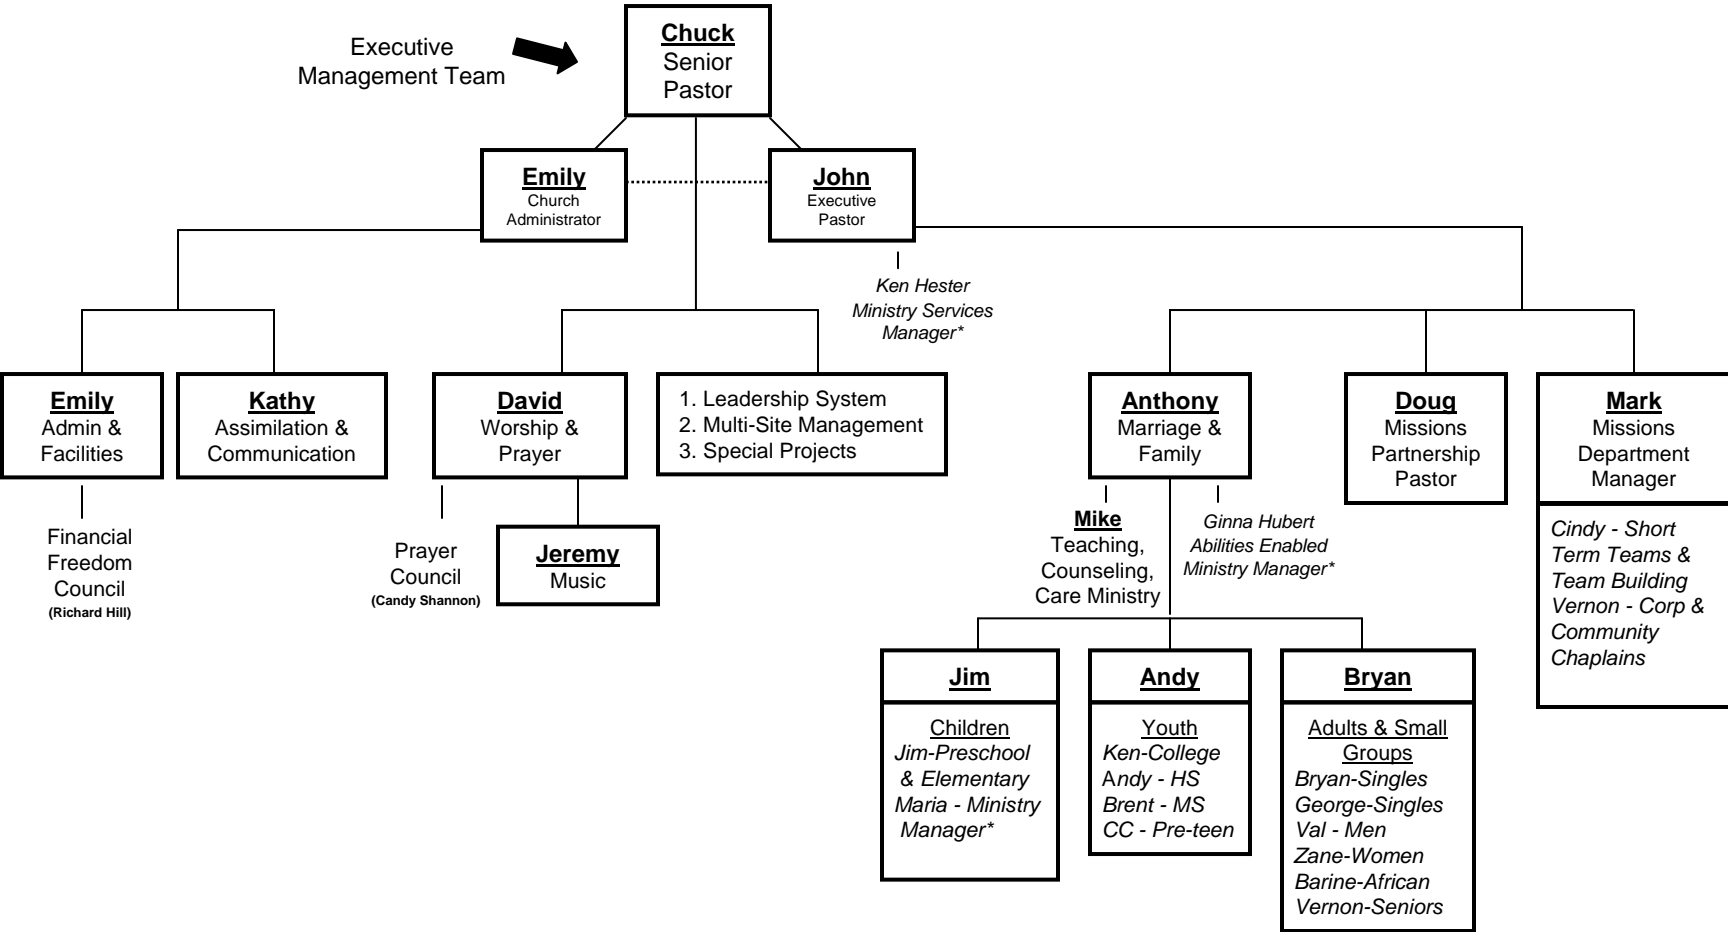 Executive
Management Team
Chuck
Senior
Pastor
Emily
Church
Administrator
John
Executive
Pastor
Ken Hester
Ministry Services
Manager*
Emily
Admin &
Facilities
Kathy
Assimilation &
Communication
David
Worship &
Prayer
1. Leadership System
2. Multi-Site Management
3. Special Projects
Anthony
Marriage &
Family
Doug
Missions
Partnership
Pastor
Mark
Missions
Department
Manager
Cindy - Short
Term Teams &
Team Building
Vernon - Corp &
Community
Chaplains
Financial
Freedom
Council
(Richard Hill)
Prayer
Council
(Candy Shannon)
Jeremy
Music
Mike
Teaching,
Counseling,
Care Ministry
Ginna Hubert
Abilities Enabled
Ministry Manager*
Jim
Children
Jim-Preschool
& Elementary
Maria - Ministry
Manager*
Andy
Youth
Ken-College
Andy - HS
Brent - MS
CC - Pre-teen
Bryan
Adults & Small
Groups
Bryan-Singles
George-Singles
Val - Men
Zane-Women
Barine-African
Vernon-Seniors